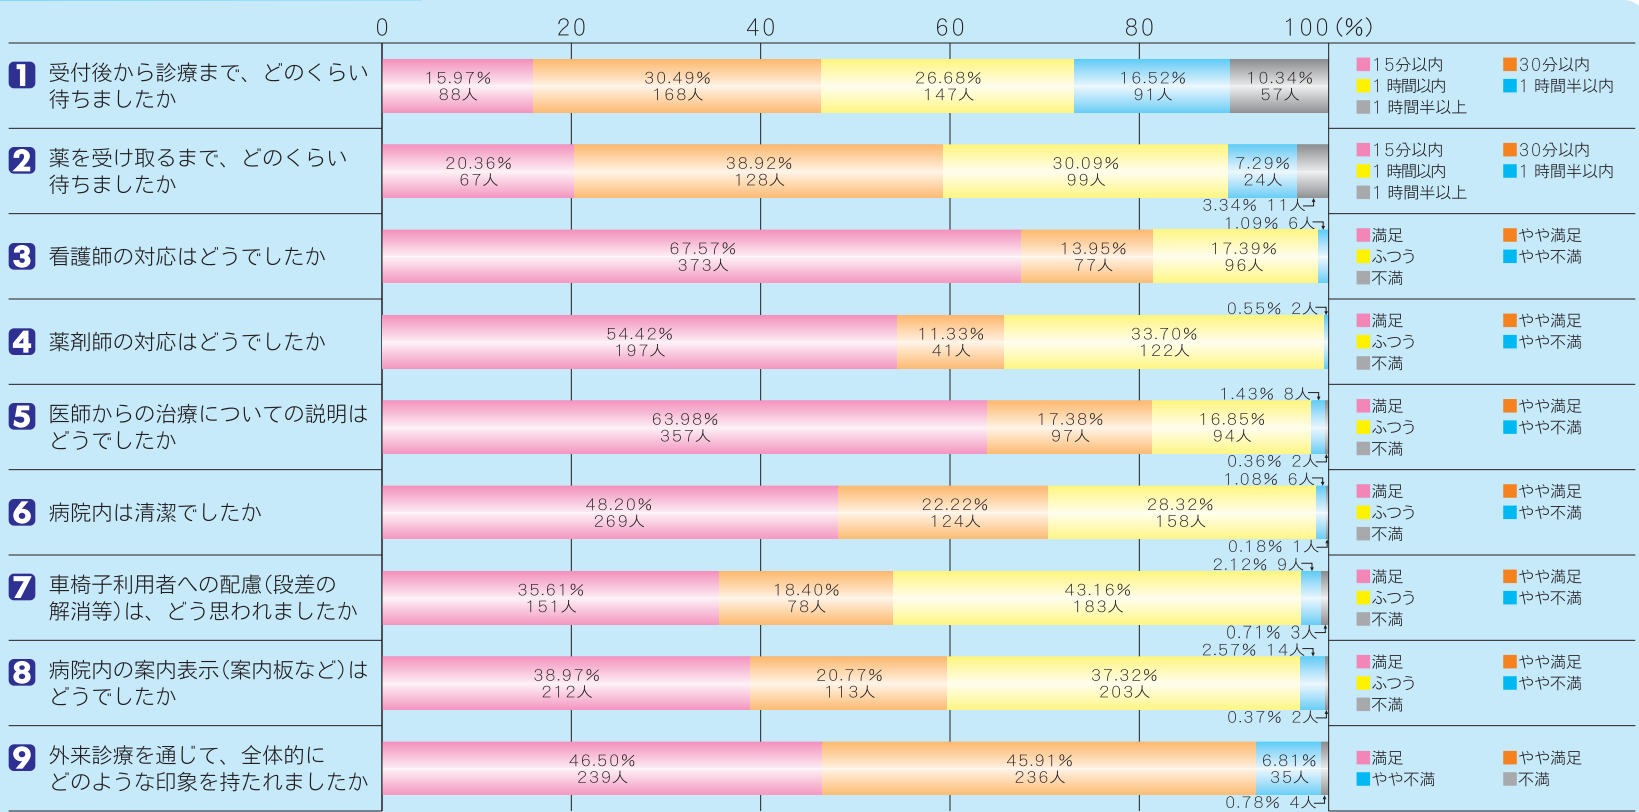 0 20 40 60 80 100 (%)
1 受付後から診療まで、どのくらい
待ちましたか
15.97% 30.49% 26.68% 16.52% 10.34%
88人 168人 147人 91人 57人
15分以内 30分以内
1時間以内 1時間半以内
1時間半以上
2 薬を受け取るまで、どのくらい
待ちましたか
20.36% 38.92% 30.09% 7.29%
67人 128人 99人 24人
3.34% 11人
15分以内 30分以内
1時間以内 1時間半以内
1時間半以上
3 看護師の対応はどうでしたか
1.09% 6人
67.57% 13.95% 17.39%
373人 77人 96人
満足 やや満足
ふつう やや不満
不満
4 薬剤師の対応はどうでしたか
0.55% 2人
54.42% 11.33% 33.70%
197人 41人 122人
満足 やや満足
ふつう やや不満
不満
5 医師からの治療についての説明は
どうでしたか
1.43% 8人
63.98% 17.38% 16.85%
357人 97人 94人
0.36% 2人
満足 やや満足
ふつう やや不満
不満
6 病院内は清潔でしたか
1.08% 6人
48.20% 22.22% 28.32%
269人 124人 158人
0.18% 1人
満足 やや満足
ふつう やや不満
不満
7 車椅子利用者への配慮(段差の
解消等)は、どう思われましたか
2.12% 9人
35.61% 18.40% 43.16%
151人 78人 183人
0.71% 3人
満足 やや満足
ふつう やや不満
不満
8 病院内の案内表示(案内板など)は
どうでしたか
2.57% 14人
38.97% 20.77% 37.32%
212人 113人 203人
0.37% 2人
満足 やや満足
ふつう やや不満
不満
9 外来診療を通じて、全体的に
どのような印象を持たれましたか
46.50% 45.91% 6.81%
239人 236人 35人
0.78% 4人
満足 やや満足
やや不満 不満